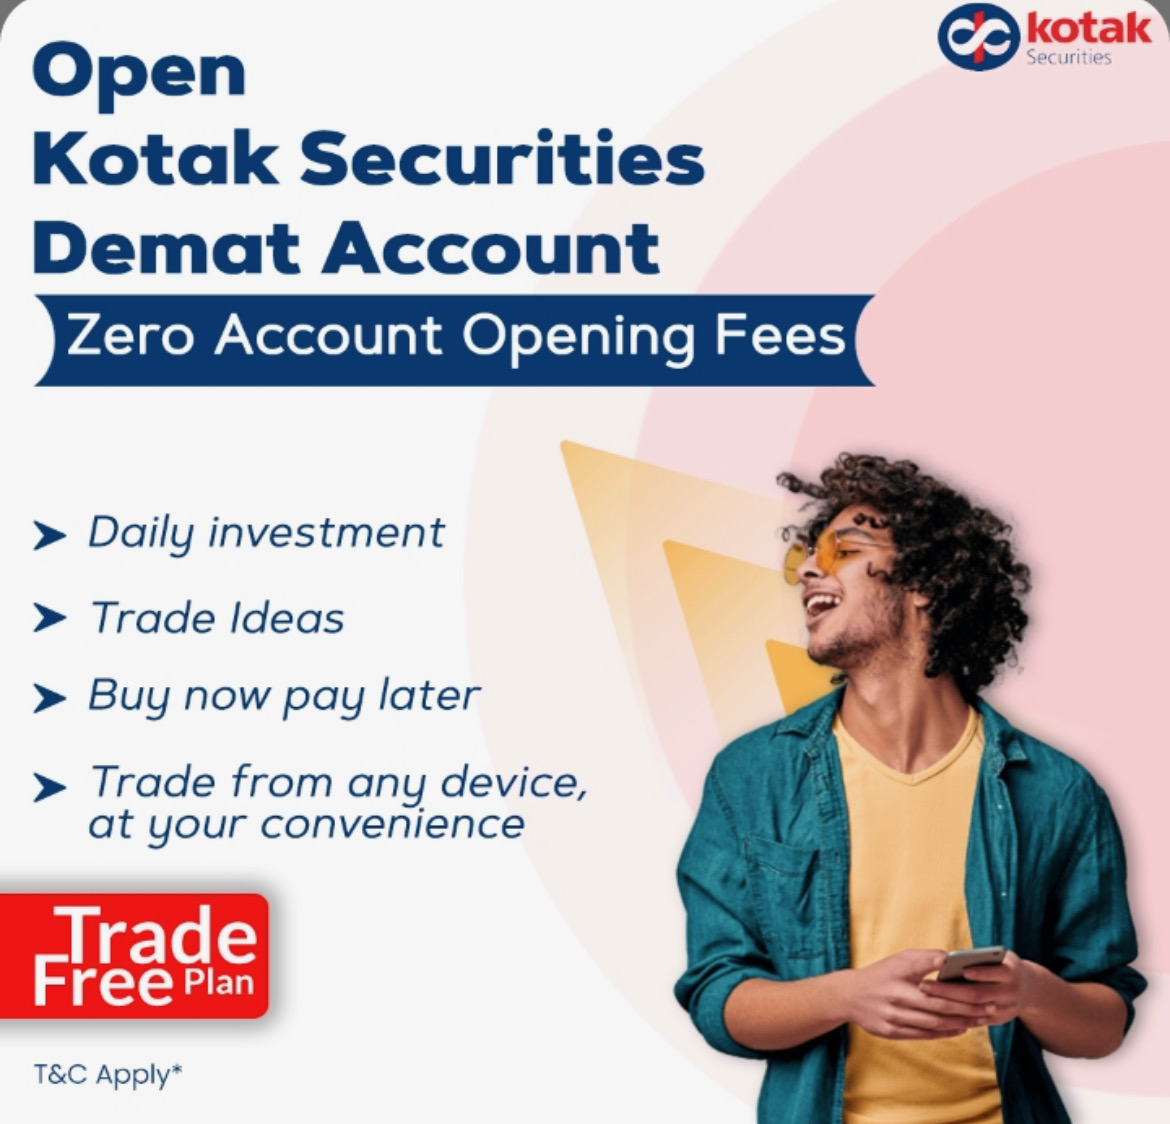 kotak
Securities
Open
Kotak Securities
Demat Account
Zero Account Opening Fees
Daily investment
Trade Ideas
Buy now pay later
Trade from any device,
at your convenience
Trade
Free Plan
T&C Apply*